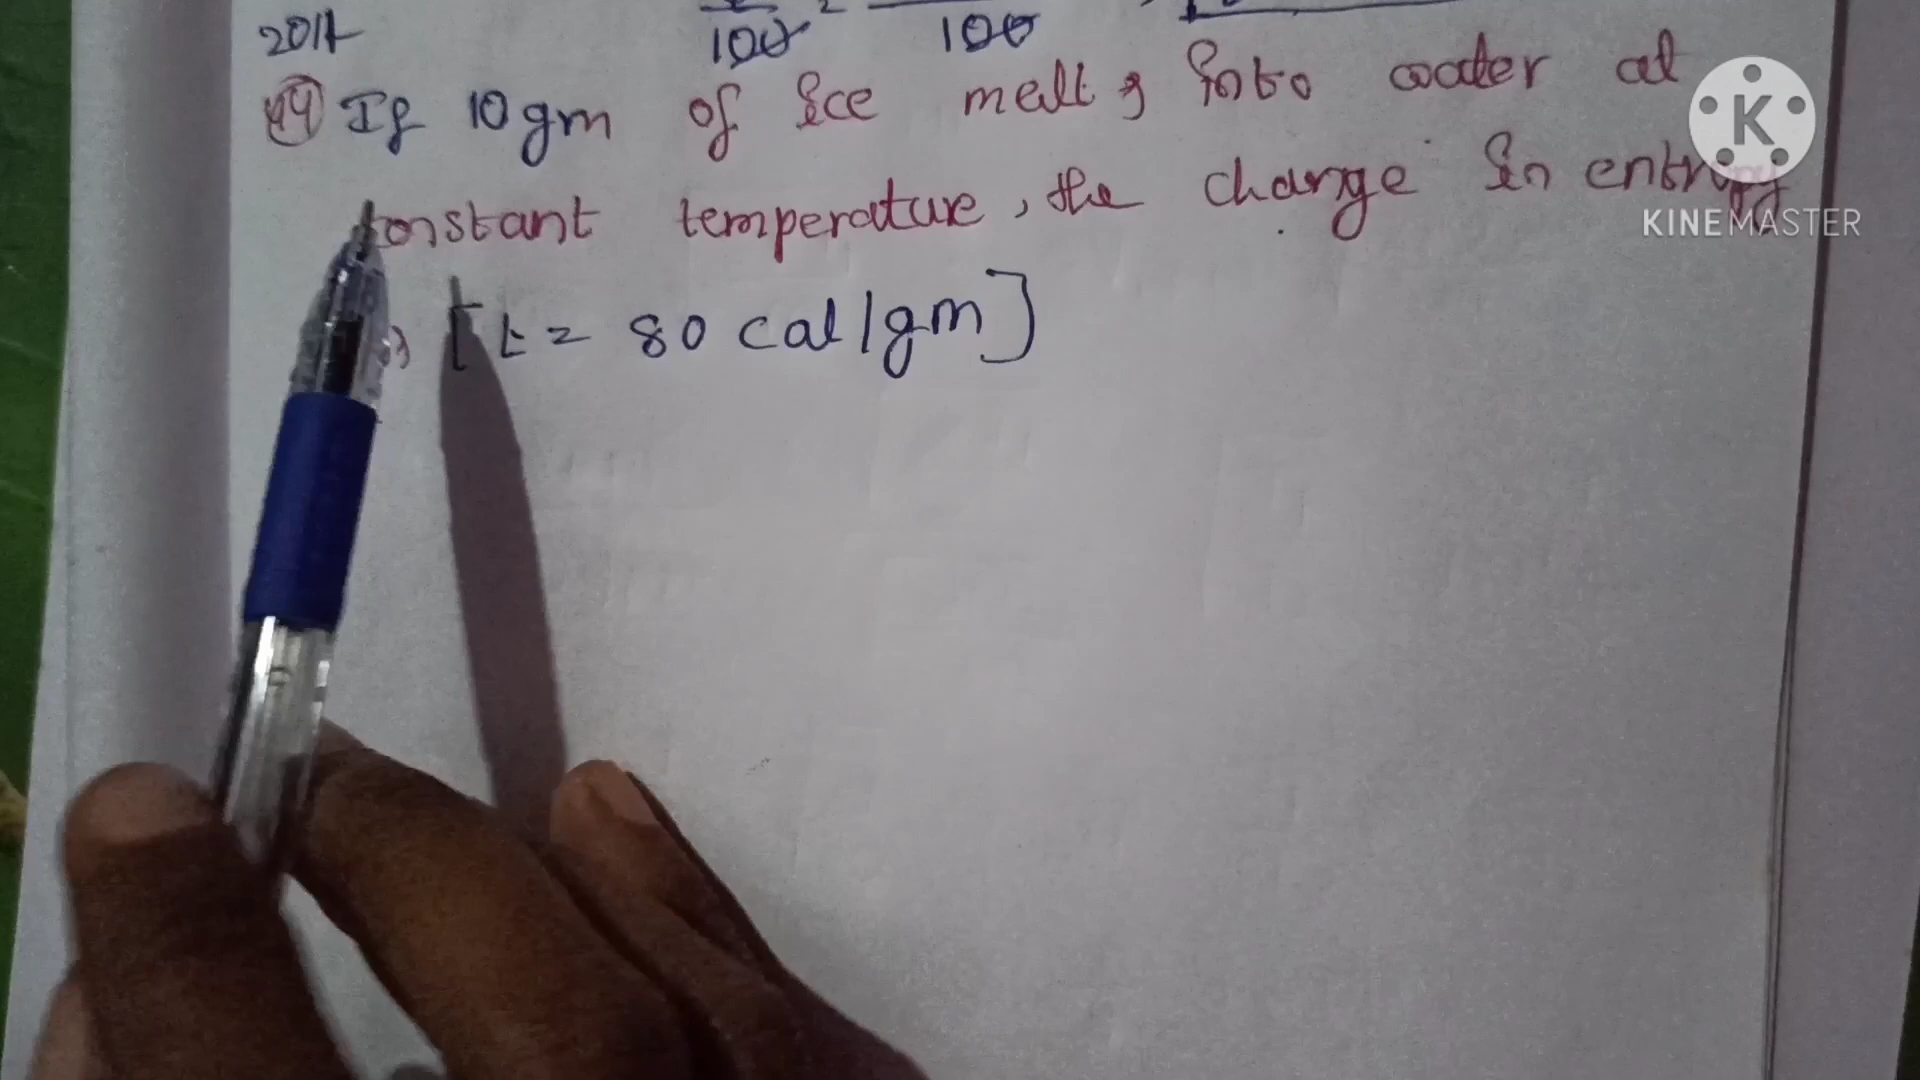 2017
100 100
If 10 gm of ice melts into water at
constant temperature, the change in entropy
is [L = 80 cal/gm]
K
KINEMASTER